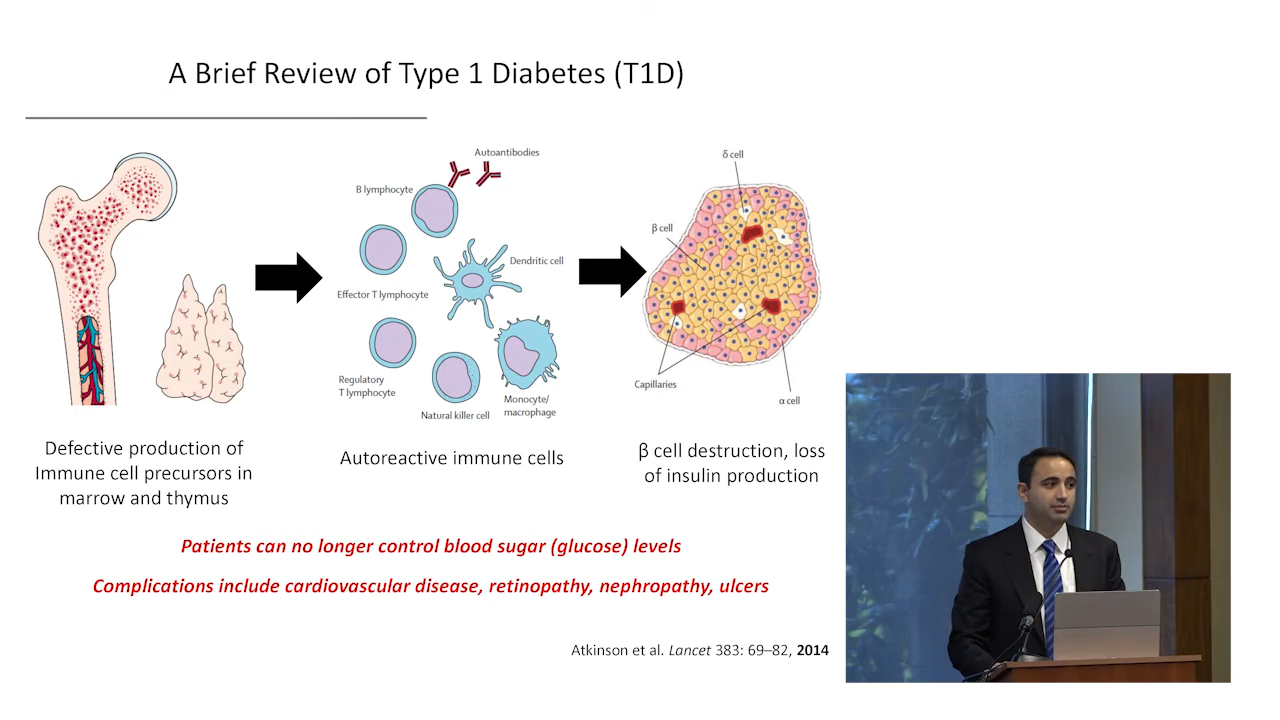 A Brief Review of Type 1 Diabetes (T1D)
Autoantibodies
B lymphocyte
Dendritic cell
Effector T lymphocyte
Regulatory
T lymphocyte
Natural killer cell
Monocyte/
macrophage
δ cell
β cell
Capillaries
α cell
Defective production of
Immune cell precursors in
marrow and thymus
Autoreactive immune cells
β cell destruction, loss
of insulin production
Patients can no longer control blood sugar (glucose) levels
Complications include cardiovascular disease, retinopathy, nephropathy, ulcers
Atkinson et al. Lancet 383: 69–82, 2014